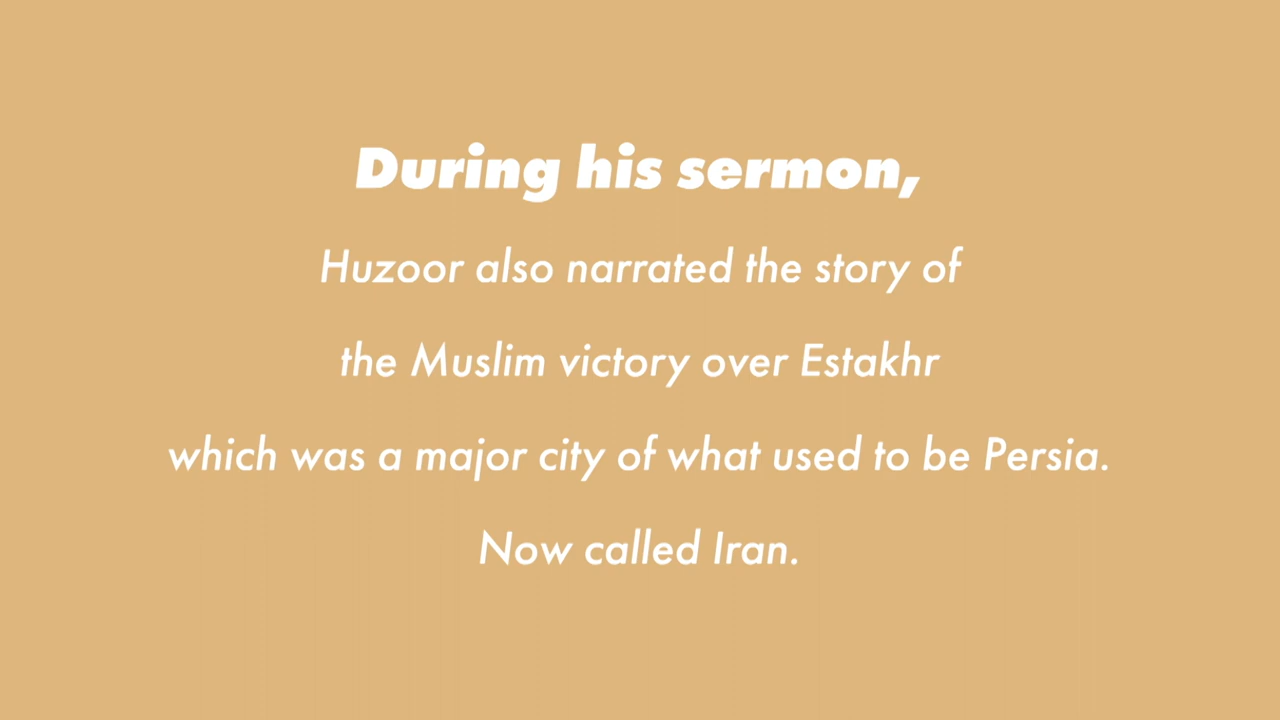 During his sermon,
Huzoor also narrated the story of
the Muslim victory over Estakhr
which was a major city of what used to be Persia.
Now called Iran.